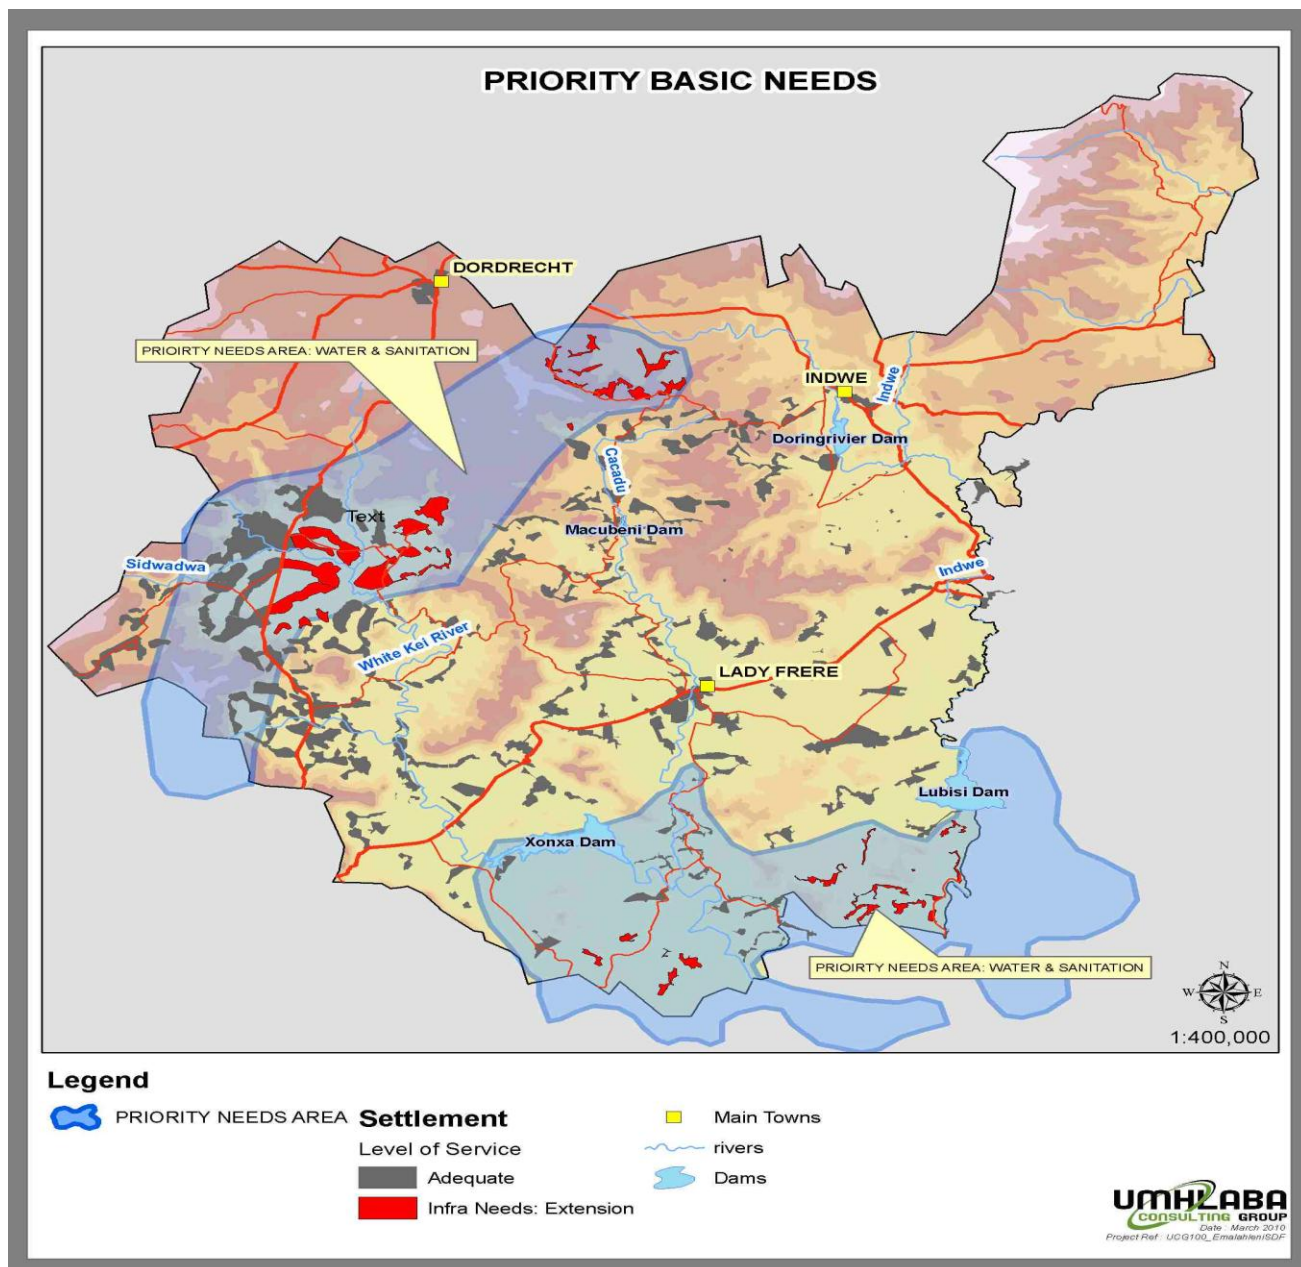 PRIORITY BASIC NEEDS
DORDRECHT
PRIOIRTY NEEDS AREA: WATER & SANITATION
INDWE
Indwe
Doringrivier Dam
Cacadu
Text
Macubeni Dam
Sidwadwa
Indwe
White Kei River
LADY FRERE
Lubisi Dam
Xonxa Dam
PRIOIRTY NEEDS AREA: WATER & SANITATION
N
W E
S
1:400,000
Legend
PRIORITY NEEDS AREA
Settlement
Level of Service
Adequate
Infra Needs: Extension
Main Towns
rivers
Dams
UMHLABA
CONSULTING GROUP
Date : March 2010
Project Ref : UCG100_EmalahleniSDF